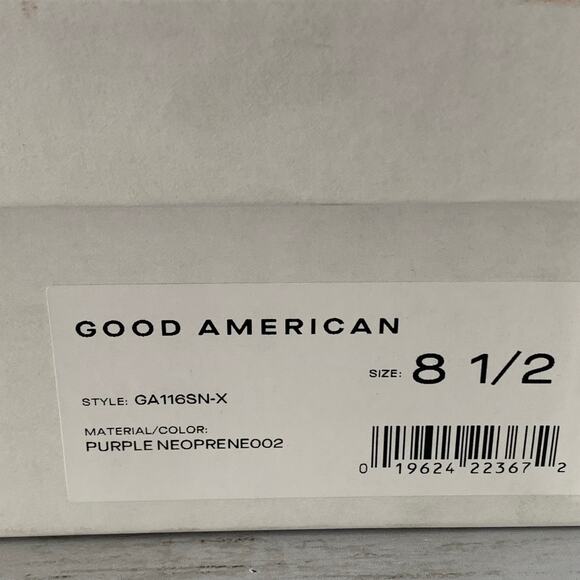 GOOD AMERICAN
SIZE: 8 1/2
STYLE: GA116SN-X
MATERIAL/COLOR:
PURPLE NEOPRENE002
0 19624 22367 2